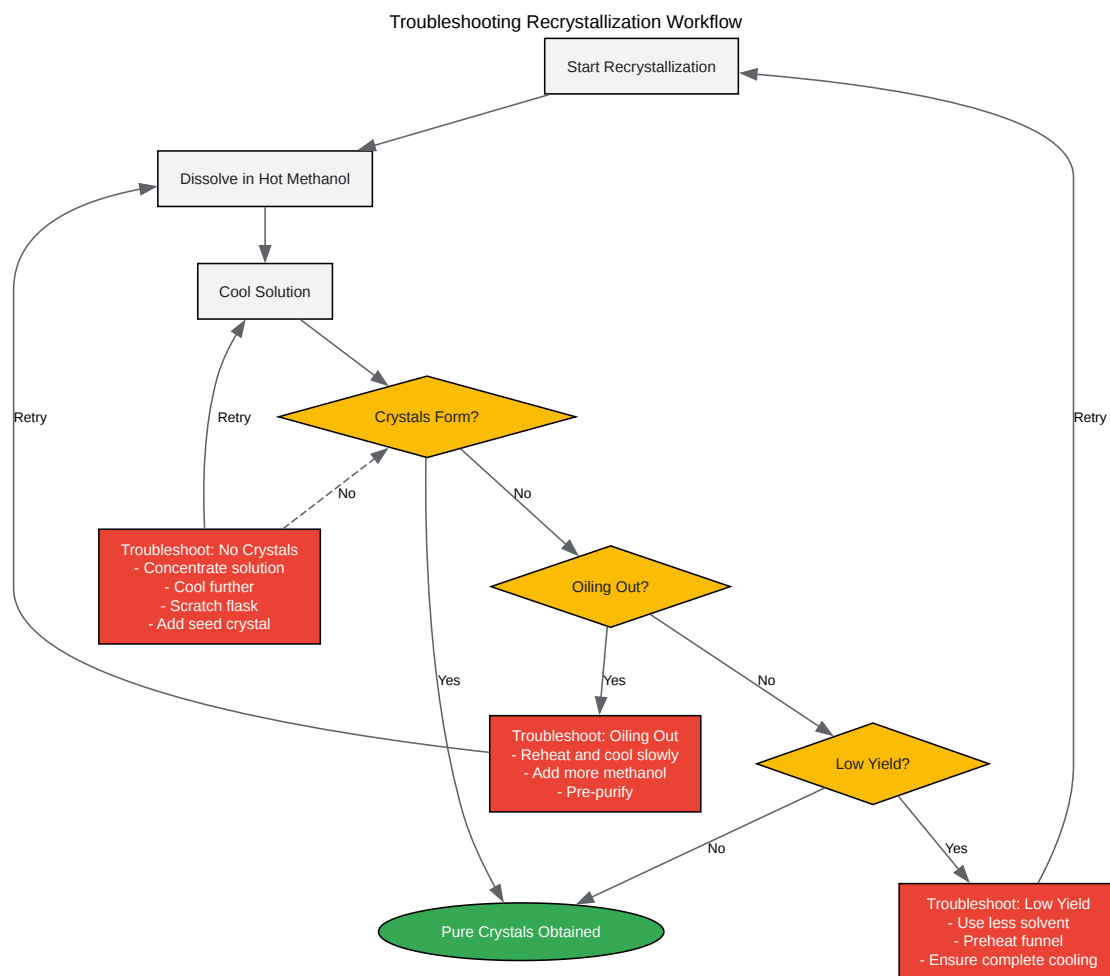 Troubleshooting Recrystallization Workflow
Start Recrystallization
Dissolve in Hot Methanol
Cool Solution
Crystals Form?
Retry
Retry
Retry
No
No
Troubleshoot: No Crystals
- Concentrate solution
- Cool further
- Scratch flask
- Add seed crystal
Oiling Out?
Yes
Yes
No
Troubleshoot: Oiling Out
- Reheat and cool slowly
- Add more methanol
- Pre-purify
Low Yield?
No
Yes
Troubleshoot: Low Yield
- Use less solvent
- Preheat funnel
- Ensure complete cooling
Pure Crystals Obtained